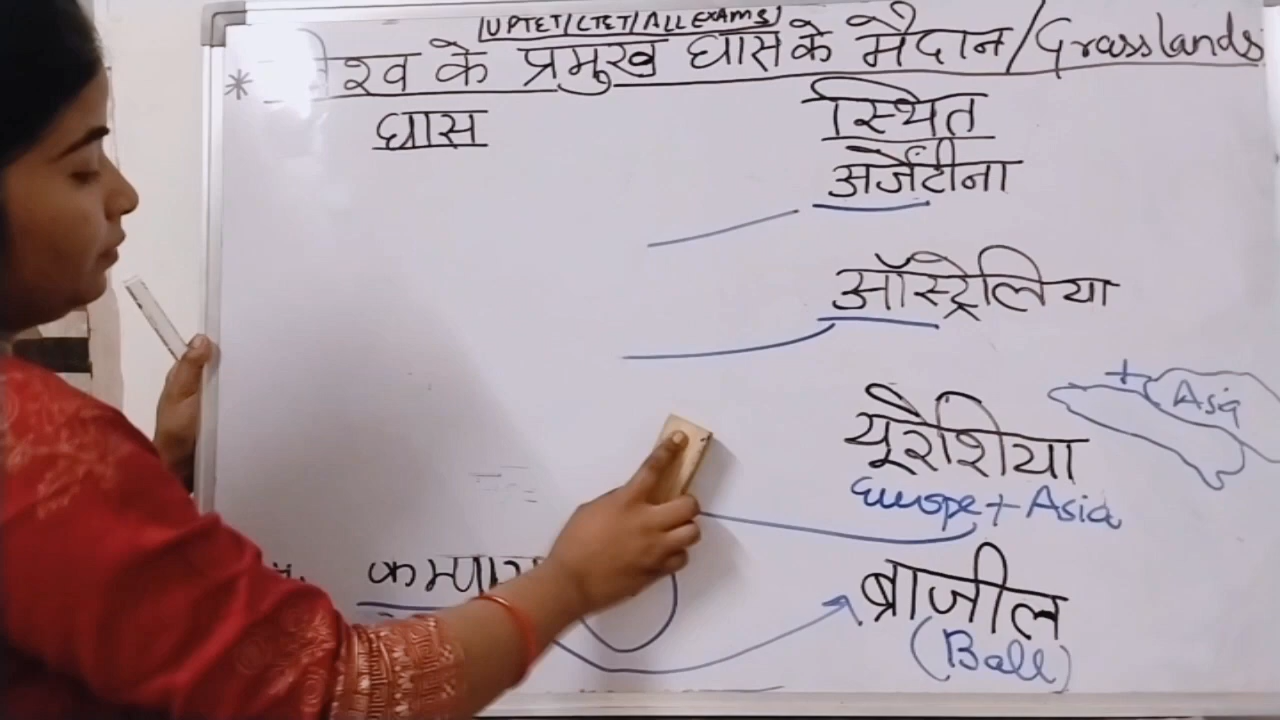 (UPTET/CTET/ALL EXAMS)
* के प्रमुख घास के मैदान/Grasslands
घास स्थित
अर्जेंटीना
ऑस्ट्रेलिया
+ Asia
यूरेशिया
Europe + Asia
ब्राजील
(Ball)